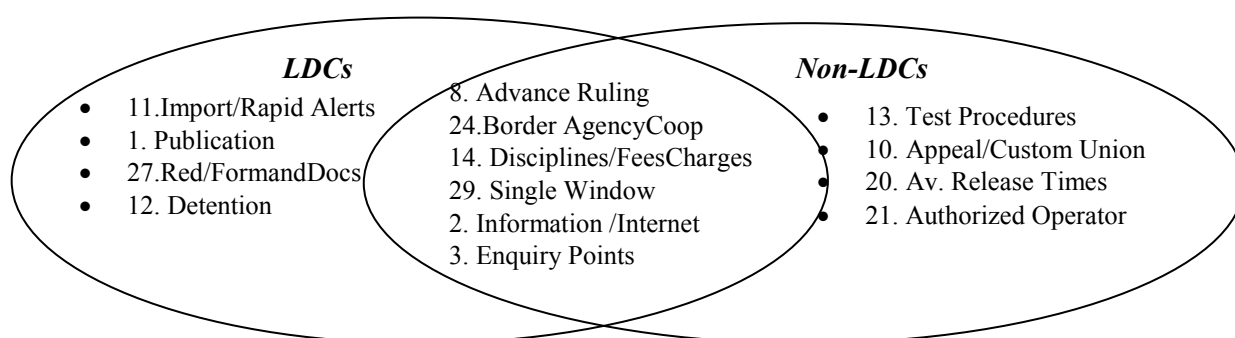 LDCs
• 11.Import/Rapid Alerts
• 1. Publication
• 27.Red/FormandDocs
• 12. Detention
8. Advance Ruling
24.Border AgencyCoop
14. Disciplines/FeesCharges
29. Single Window
2. Information /Internet
3. Enquiry Points
Non-LDCs
• 13. Test Procedures
• 10. Appeal/Custom Union
• 20. Av. Release Times
• 21. Authorized Operator